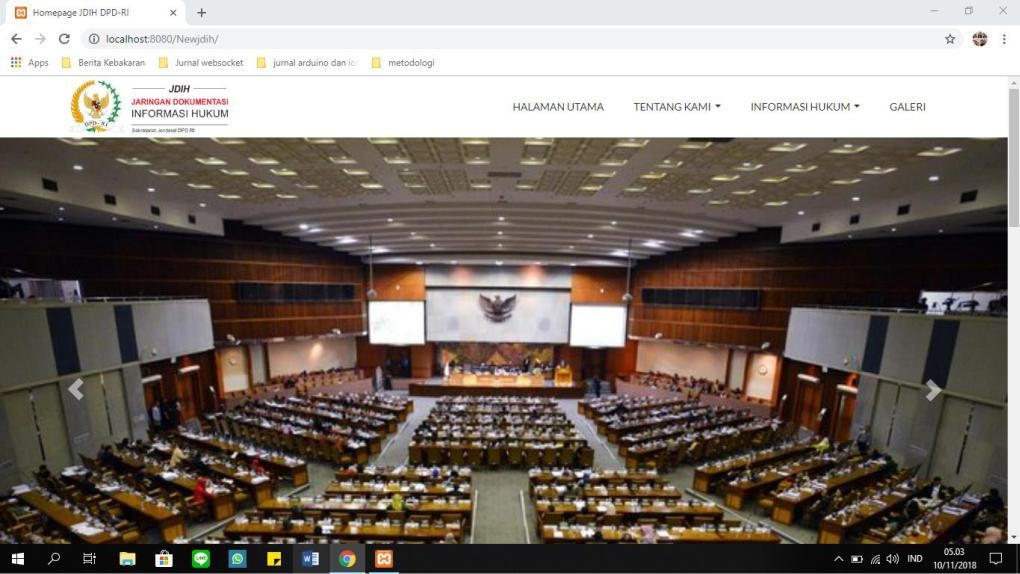 Homepage JDIH DPD-RI
localhost:8080/Newjdih/
Apps
Berita Kebakaran
Jurnal websocket
jurnal arduino dan io
metodologi
JDIH
JARINGAN DOKUMENTASI
INFORMASI HUKUM
Sekretariat Jenderal DPD RI
DPD-RI
HALAMAN UTAMA
TENTANG KAMI
INFORMASI HUKUM
GALERI
IND
05.03
10/11/2018